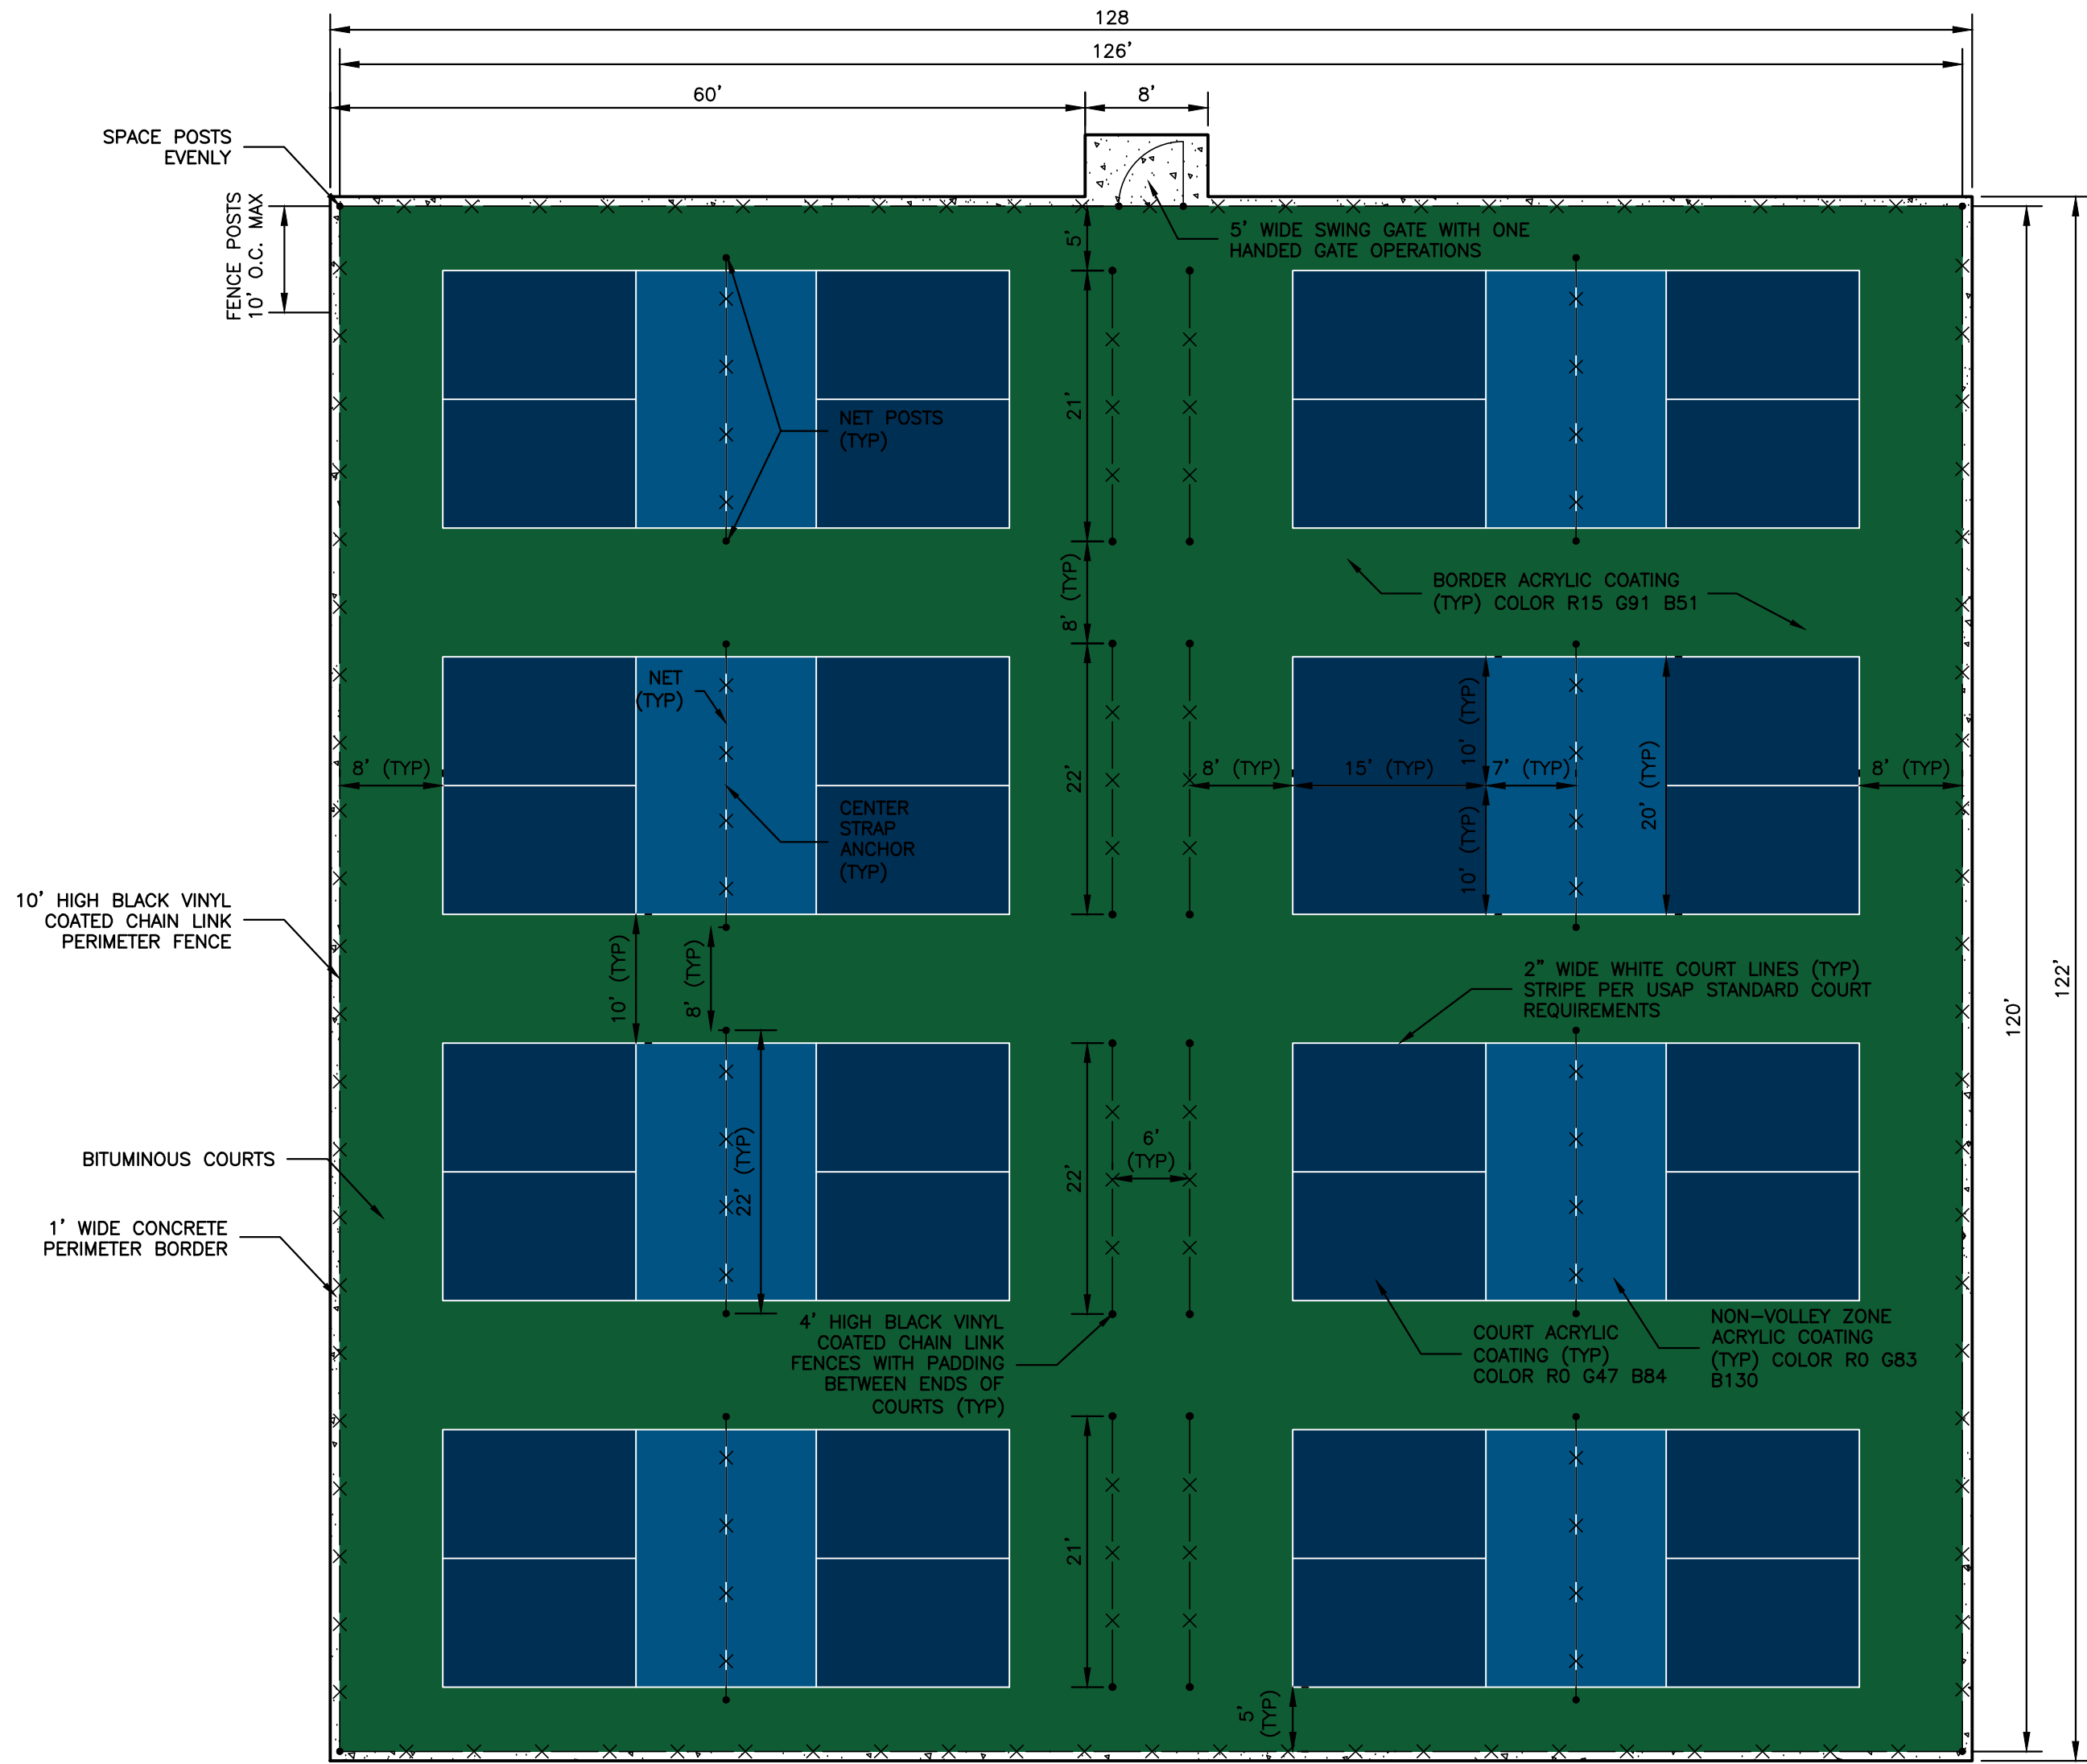 128
126'
60'
8'
SPACE POSTS
EVENLY
FENCE POSTS
10' O.C. MAX
5'
5' WIDE SWING GATE WITH ONE
HANDED GATE OPERATIONS
21'
NET POSTS
(TYP)
8' (TYP)
BORDER ACRYLIC COATING
(TYP) COLOR R15 G91 B51
NET
(TYP)
22'
8' (TYP)
8' (TYP)
15' (TYP)
10' (TYP)
7' (TYP)
10' (TYP)
20' (TYP)
8' (TYP)
CENTER
STRAP
ANCHOR
(TYP)
10' HIGH BLACK VINYL
COATED CHAIN LINK
PERIMETER FENCE
10' (TYP)
8' (TYP)
2" WIDE WHITE COURT LINES (TYP)
STRIPE PER USAP STANDARD COURT
REQUIREMENTS
120'
122'
BITUMINOUS COURTS
22' (TYP)
22'
6'
(TYP)
1' WIDE CONCRETE
PERIMETER BORDER
4' HIGH BLACK VINYL
COATED CHAIN LINK
FENCES WITH PADDING
BETWEEN ENDS OF
COURTS (TYP)
COURT ACRYLIC
COATING (TYP)
COLOR R0 G47 B84
NON-VOLLEY ZONE
ACRYLIC COATING
(TYP) COLOR R0 G83
B130
21'
5'
(TYP)